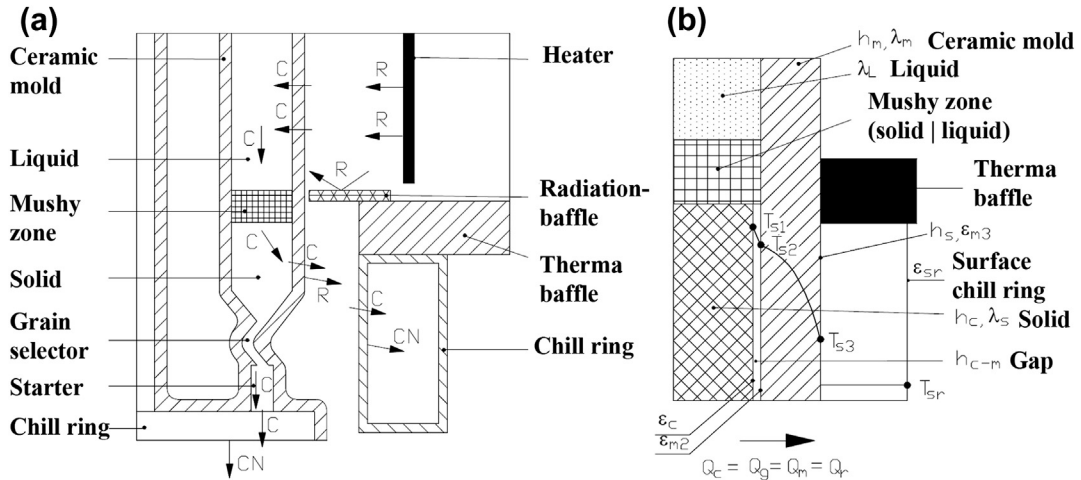 (a)
Ceramic
mold
Liquid
Mushy
zone
Solid
Grain
selector
Starter
Chill ring
C
C
C
R
R
R
C
C
R
C
CN
C
C
CN
Heater
Radiation-
baffle
Therma
baffle
Chill ring
(b)
hm, λm Ceramic mold
λL Liquid
Mushy zone
(solid | liquid)
Therma
baffle
Ts1
Ts2
hs, εm3
εsr
Surface
chill ring
hc, λs Solid
Ts3
hc-m Gap
Tsr
εc
εm2
Qc = Qg = Qm = Qr